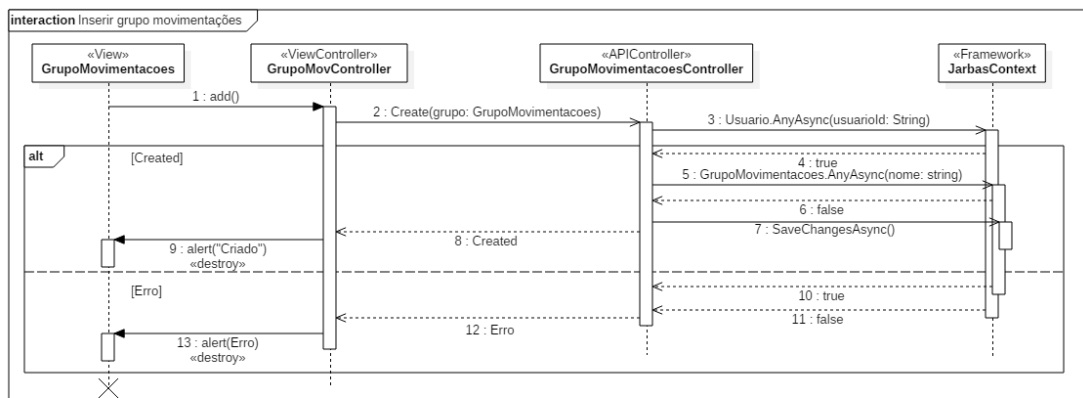 interaction Inserir grupo movimentações
«View»
GrupoMovimentacoes
«ViewController»
GrupoMovController
«APIController»
GrupoMovimentacoesController
«Framework»
JarbasContext
1 : add()
2 : Create(grupo: GrupoMovimentacoes)
3 : Usuario.AnyAsync(usuarioId: String)
alt
[Created]
4 : true
5 : GrupoMovimentacoes.AnyAsync(nome: string)
6 : false
7 : SaveChangesAsync()
8 : Created
9 : alert("Criado")
«destroy»
[Erro]
10 : true
11 : false
12 : Erro
13 : alert(Erro)
«destroy»